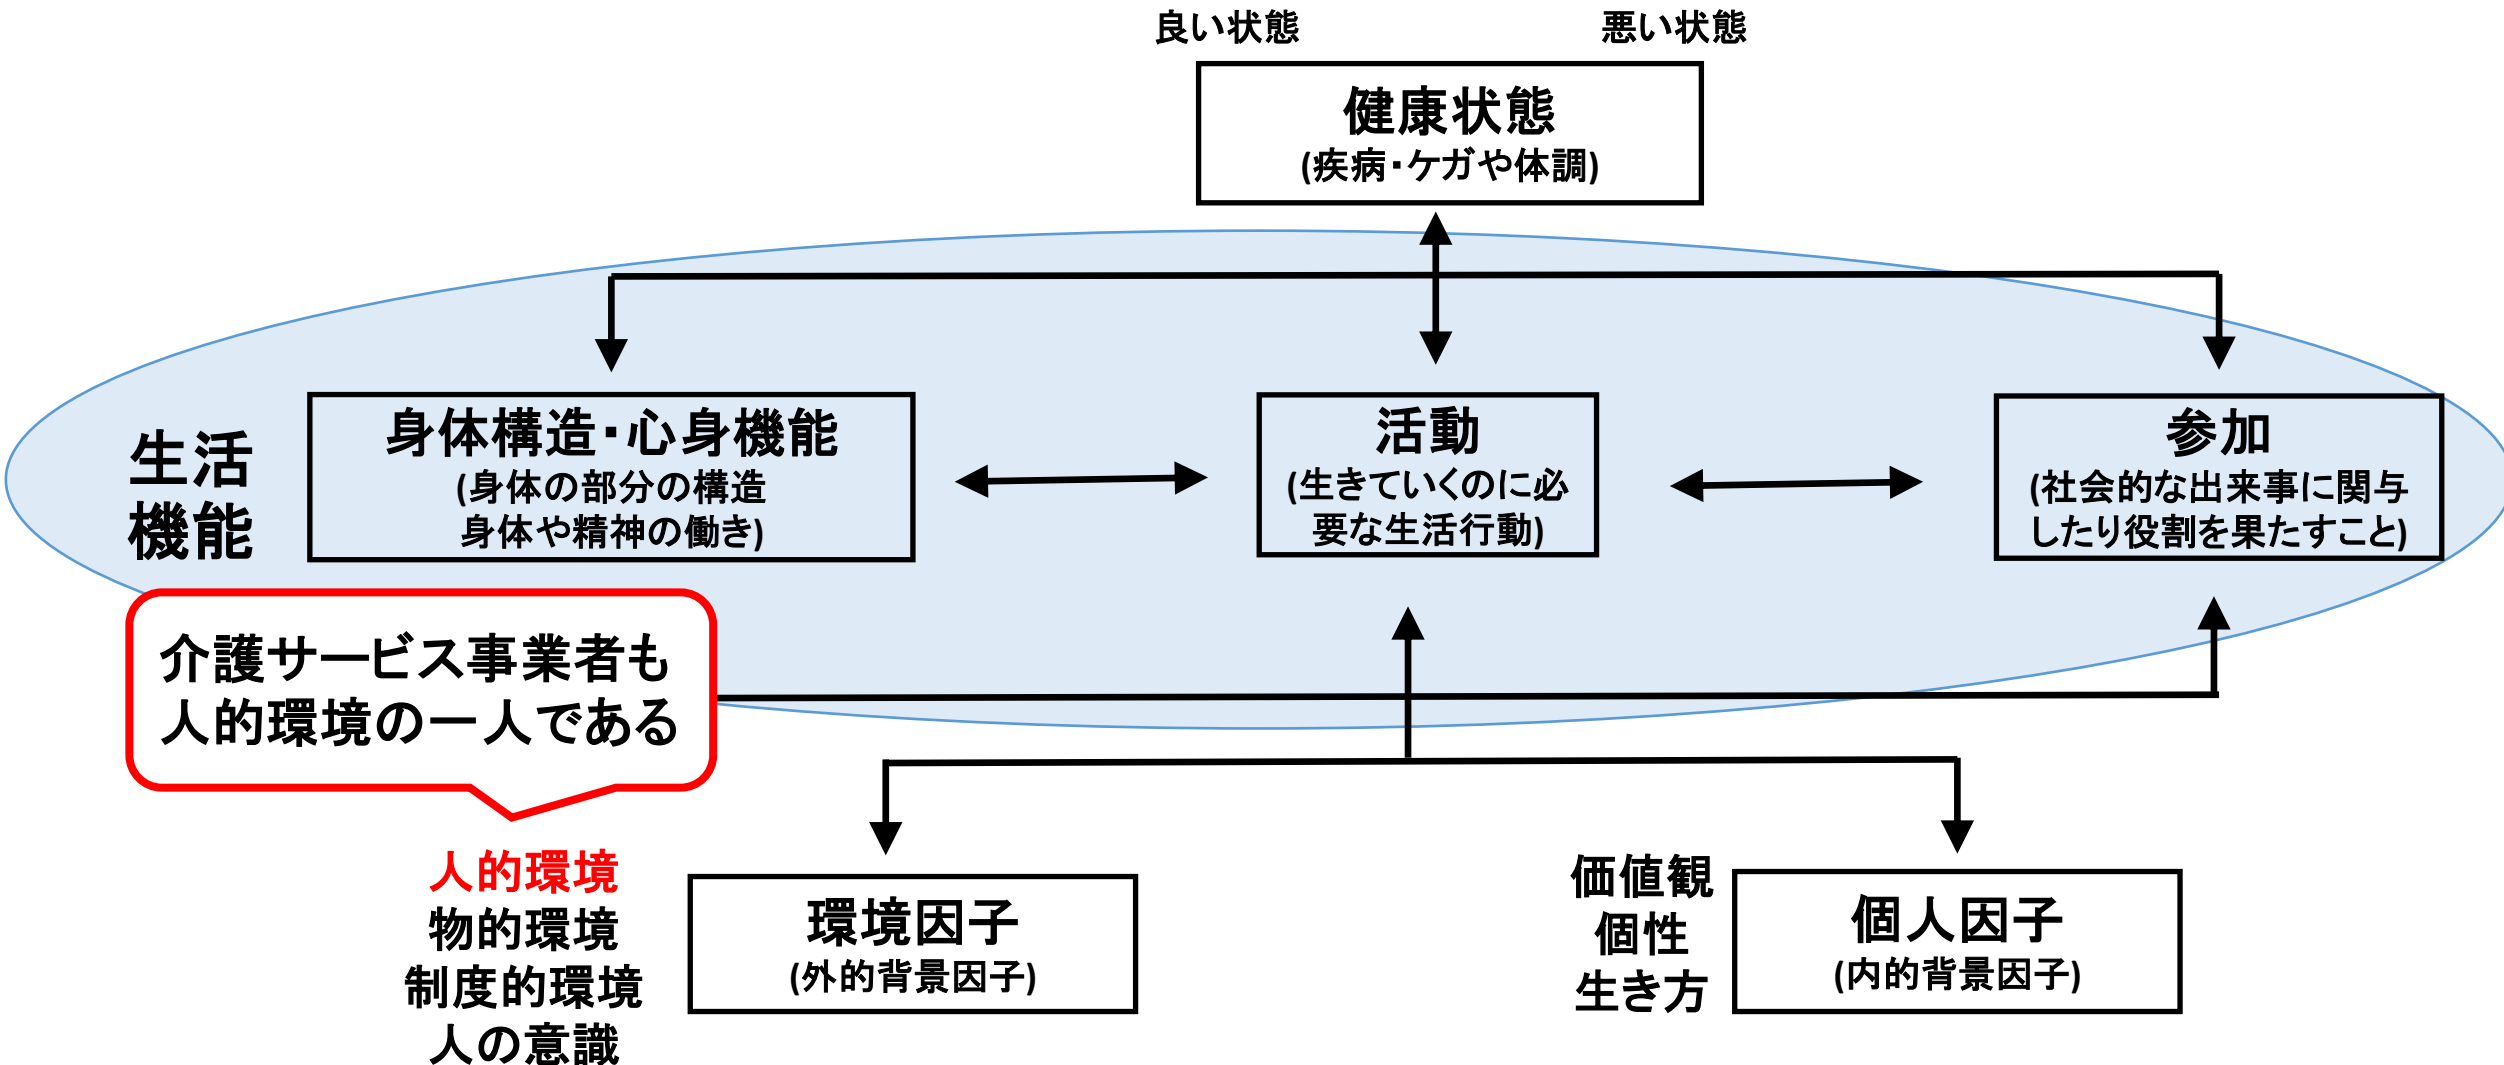 良い状態 悪い状態
健康状態
(疾病・ケガや体調)
生活
機能
身体構造・心身機能
(身体の部分の構造
身体や精神の働き)
活動
(生きていくのに必
要な生活行動)
参加
(社会的な出来事に関与
したり役割を果たすこと)
介護サービス事業者も
人的環境の一人である
人的環境
物的環境
制度的環境
人の意識
環境因子
(外的背景因子)
価値観
個性
生き方
個人因子
(内的背景因子)